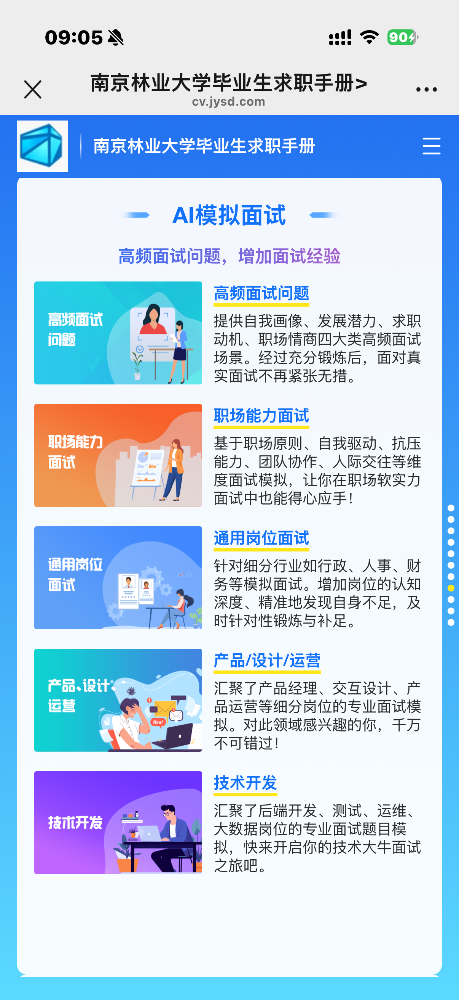 09:05
90
南京林业大学毕业生求职手册>
cv.jysd.com
南京林业大学毕业生求职手册
AI模拟面试
高频面试问题，增加面试经验
高频面试
问题
高频面试问题
提供自我画像、发展潜力、求职
动机、职场情商四大类高频面试
场景。经过充分锻炼后，面对真
实面试不再紧张无措。
职场能力
面试
职场能力面试
基于职场原则、自我驱动、抗压
能力、团队协作、人际交往等维
度面试模拟，让你在职场软实力
面试中也能得心应手！
通用岗位
面试
通用岗位面试
针对细分行业如行政、人事、财
务等模拟面试。增加岗位的认知
深度、精准地发现自身不足，及
时针对性锻炼与补足。
产品、设计、
运营
Now!
产品/设计/运营
汇聚了产品经理、交互设计、产
品运营等细分岗位的专业面试模
拟。对此领域感兴趣的你，千万
不可错过！
技术开发
技术开发
汇聚了后端开发、测试、运维、
大数据岗位的专业面试题目模
拟，快来开启你的技术大牛面试
之旅吧。